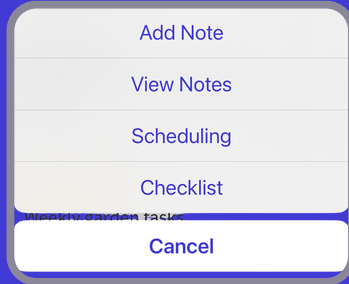 Add Note
View Notes
Scheduling
Checklist
Weekly garden tasks
Cancel